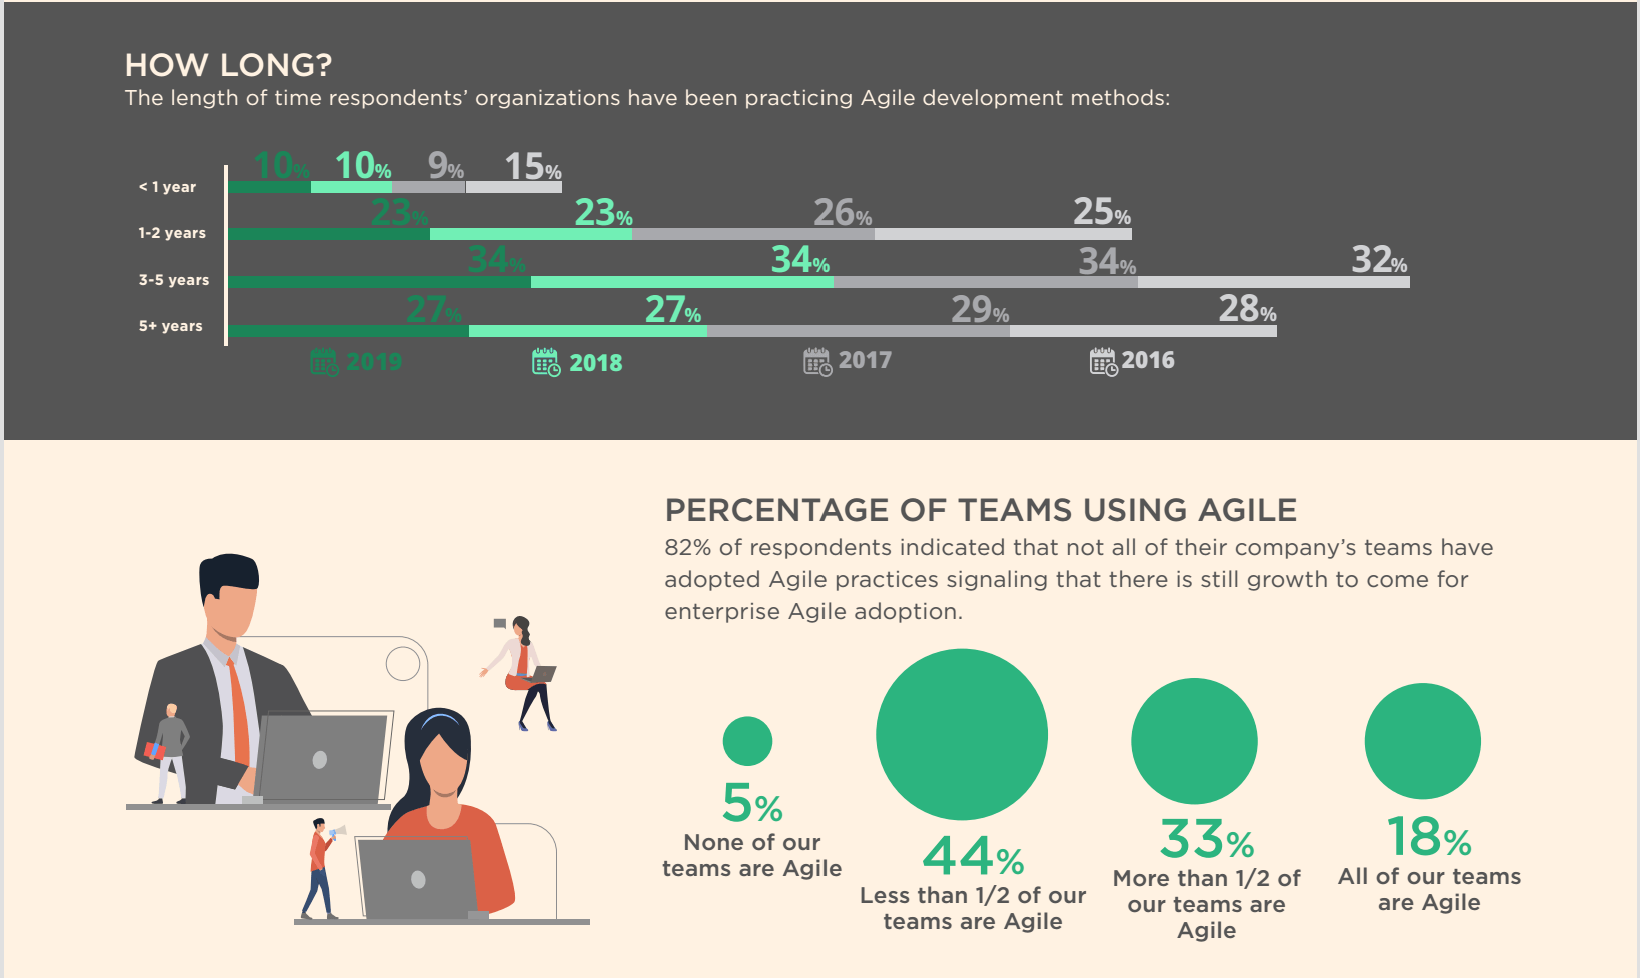 HOW LONG?
The length of time respondents’ organizations have been practicing Agile development methods:
10% 10% 9% 15%
< 1 year
23% 23% 26% 25%
1-2 years
34% 34% 34% 32%
3-5 years
27% 27% 29% 28%
5+ years
2019 2018 2017 2016
PERCENTAGE OF TEAMS USING AGILE
82% of respondents indicated that not all of their company’s teams have
adopted Agile practices signaling that there is still growth to come for
enterprise Agile adoption.
5%
None of our
teams are Agile
44%
Less than 1/2 of our
teams are Agile
33%
More than 1/2 of
our teams are
Agile
18%
All of our teams
are Agile